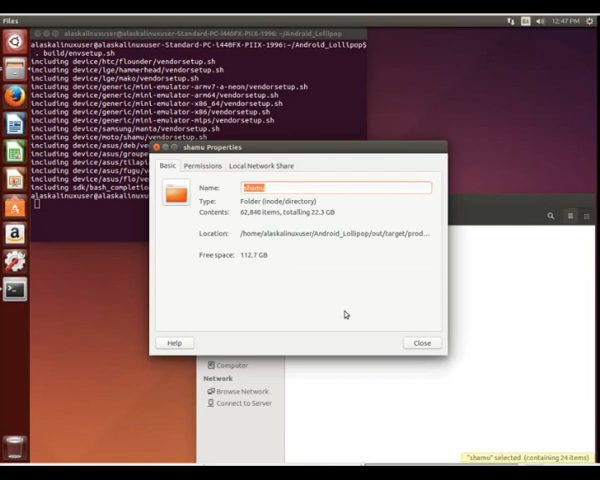 Files
En
12:47 PM
alaskalinuxuser@alaskalinuxuser-Standard-PC-i440FX-PIIX-1996: ~/Android_Lollipop
alaskalinuxuser@alaskalinuxuser-Standard-PC-i440FX-PIIX-1996:~/Android_Lollipop$
. build/envsetup.sh
including device/htc/flounder/vendorsetup.sh
including device/lge/hammerhead/vendorsetup.sh
including device/lge/mako/vendorsetup.sh
including device/generic/mini-emulator-armv7-a-neon/vendorsetup.sh
including device/generic/mini-emulator-arm64/vendorsetup.sh
including device/generic/mini-emulator-x86_64/vendorsetup.sh
including device/generic/mini-emulator-x86/vendorsetup.sh
including device/generic/mini-emulator-mips/vendorsetup.sh
including device/samsung/manta/vendorsetup.sh
including device/moto/shamu/vendorsetup.sh
including device/asus/deb/ve
including device/asus/groupe
including device/asus/tilapi
including device/asus/fugu/v
including device/asus/flo/ve
including sdk/bash_completio
alaskalinuxuser@alaskalinuxu
shamu Properties
Basic
Permissions
Local Network Share
Name:
shamu
Type:
Folder (inode/directory)
Contents:
62,840 items, totalling 22.3 GB
Location:
/home/alaskalinuxuser/Android_Lollipop/out/target/prod...
Free space:
112.7 GB
Help
Close
Computer
Network
Browse Network
Connect to Server
"shamu" selected (containing 24 items)